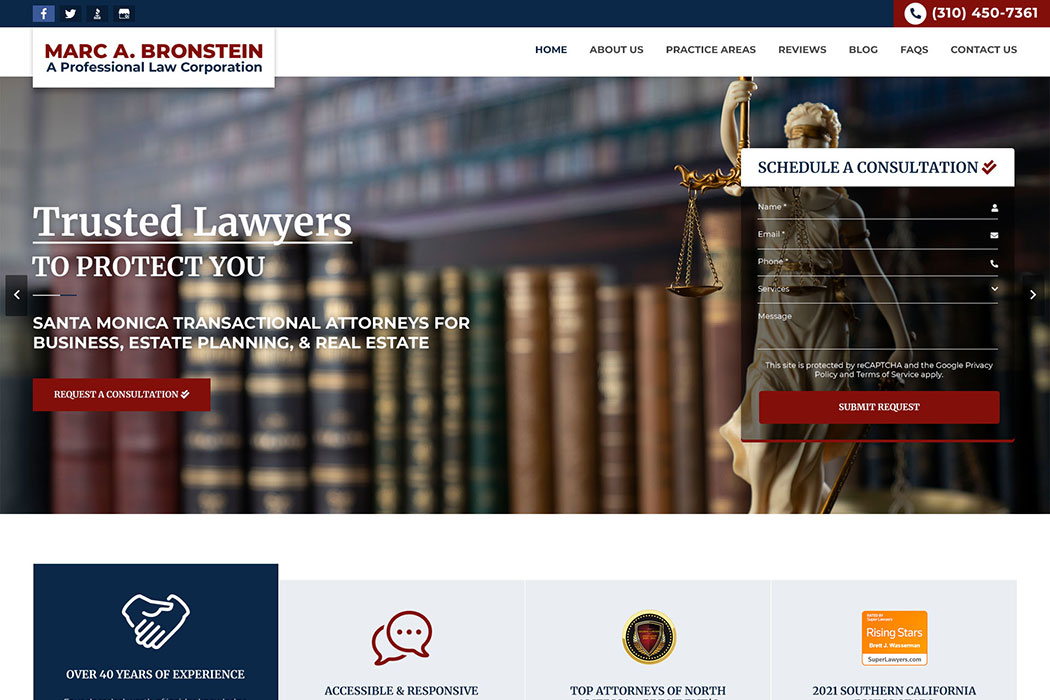 (310) 450-7361
MARC A. BRONSTEIN
A Professional Law Corporation
HOME
ABOUT US
PRACTICE AREAS
REVIEWS
BLOG
FAQS
CONTACT US
Trusted Lawyers
TO PROTECT YOU
SANTA MONICA TRANSACTIONAL ATTORNEYS FOR
BUSINESS, ESTATE PLANNING, & REAL ESTATE
REQUEST A CONSULTATION
SCHEDULE A CONSULTATION
Name *
Email *
Phone *
Services
Message
This site is protected by reCAPTCHA and the Google Privacy
Policy and Terms of Service apply.
SUBMIT REQUEST
OVER 40 YEARS OF EXPERIENCE
ACCESSIBLE & RESPONSIVE
TOP ATTORNEYS OF NORTH
RATED BY
Super Lawyers
Rising Stars
Brett J. Wasserman
SuperLawyers.com
2021 SOUTHERN CALIFORNIA